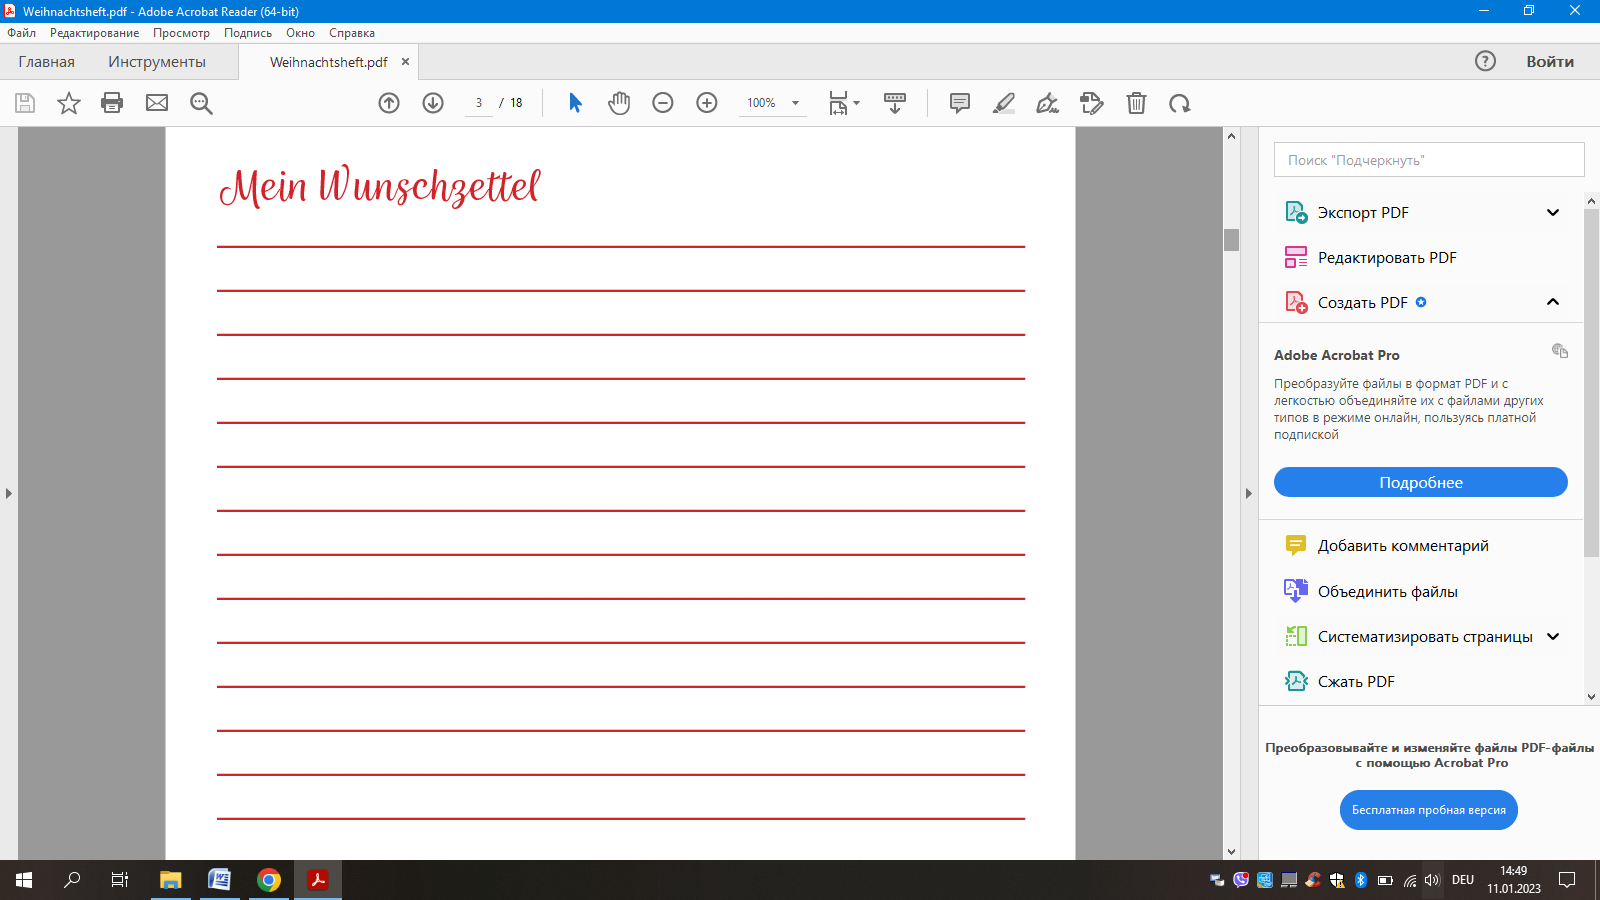 Weihnachtsheft.pdf - Adobe Acrobat Reader (64-bit)
Файл Редактирование Просмотр Подпись Окно Справка
Главная Инструменты Weihnachtsheft.pdf × Войти
3 / 18 100%
Mein Wunschzettel
Поиск "Подчеркнуть"
Экспорт PDF
Редактировать PDF
Создать PDF
Adobe Acrobat Pro
Преобразуйте файлы в формат PDF и с
легкостью объединяйте их с файлами других
типов в режиме онлайн, пользуясь платной
подпиской
Подробнее
Добавить комментарий
Объединить файлы
Систематизировать страницы
Сжать PDF
Преобразовывайте и изменяйте файлы PDF-файлы
с помощью Acrobat Pro
Бесплатная пробная версия
DEU
14:49
11.01.2023